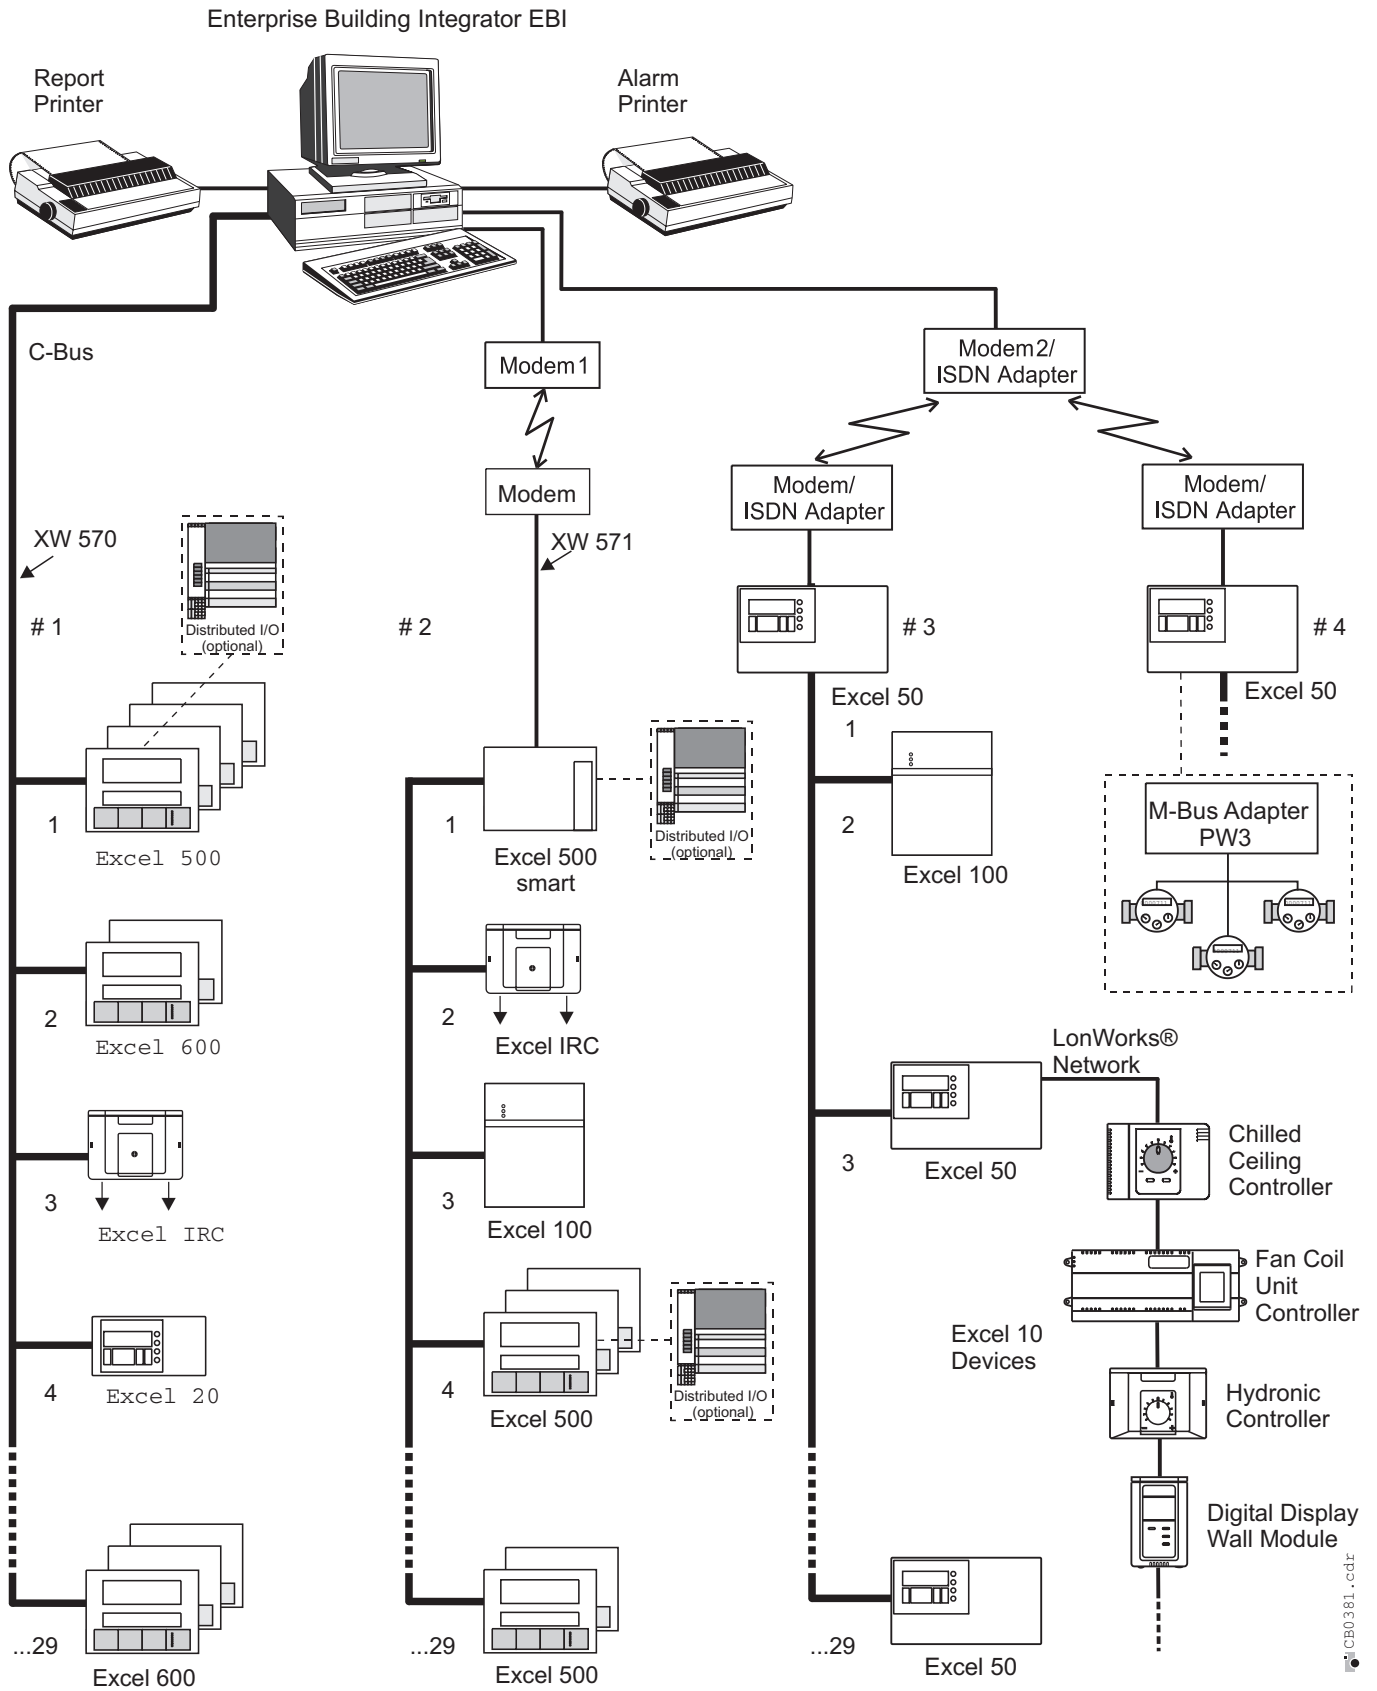 Enterprise Building Integrator EBI
Report
Printer
Alarm
Printer
C-Bus
Modem1
Modem2/
ISDN Adapter
Modem
Modem/
ISDN Adapter
Modem/
ISDN Adapter
XW 570
XW 571
Distributed I/O
(optional)
# 1
# 2
# 3
# 4
Excel 50
1
Excel 50
1
Excel 500
1
Excel 500
smart
Distributed I/O
(optional)
2
Excel 100
M-Bus Adapter
PW3
2
Excel 600
2
Excel IRC
LonWorks®
Network
3
Excel IRC
3
Excel 100
3
Excel 50
Chilled
Ceiling
Controller
Fan Coil
Unit
Controller
Excel 10
Devices
4
Excel 20
4
Excel 500
Distributed I/O
(optional)
Hydronic
Controller
Digital Display
Wall Module
...29
Excel 600
...29
Excel 500
...29
Excel 50
CB0381.cdr